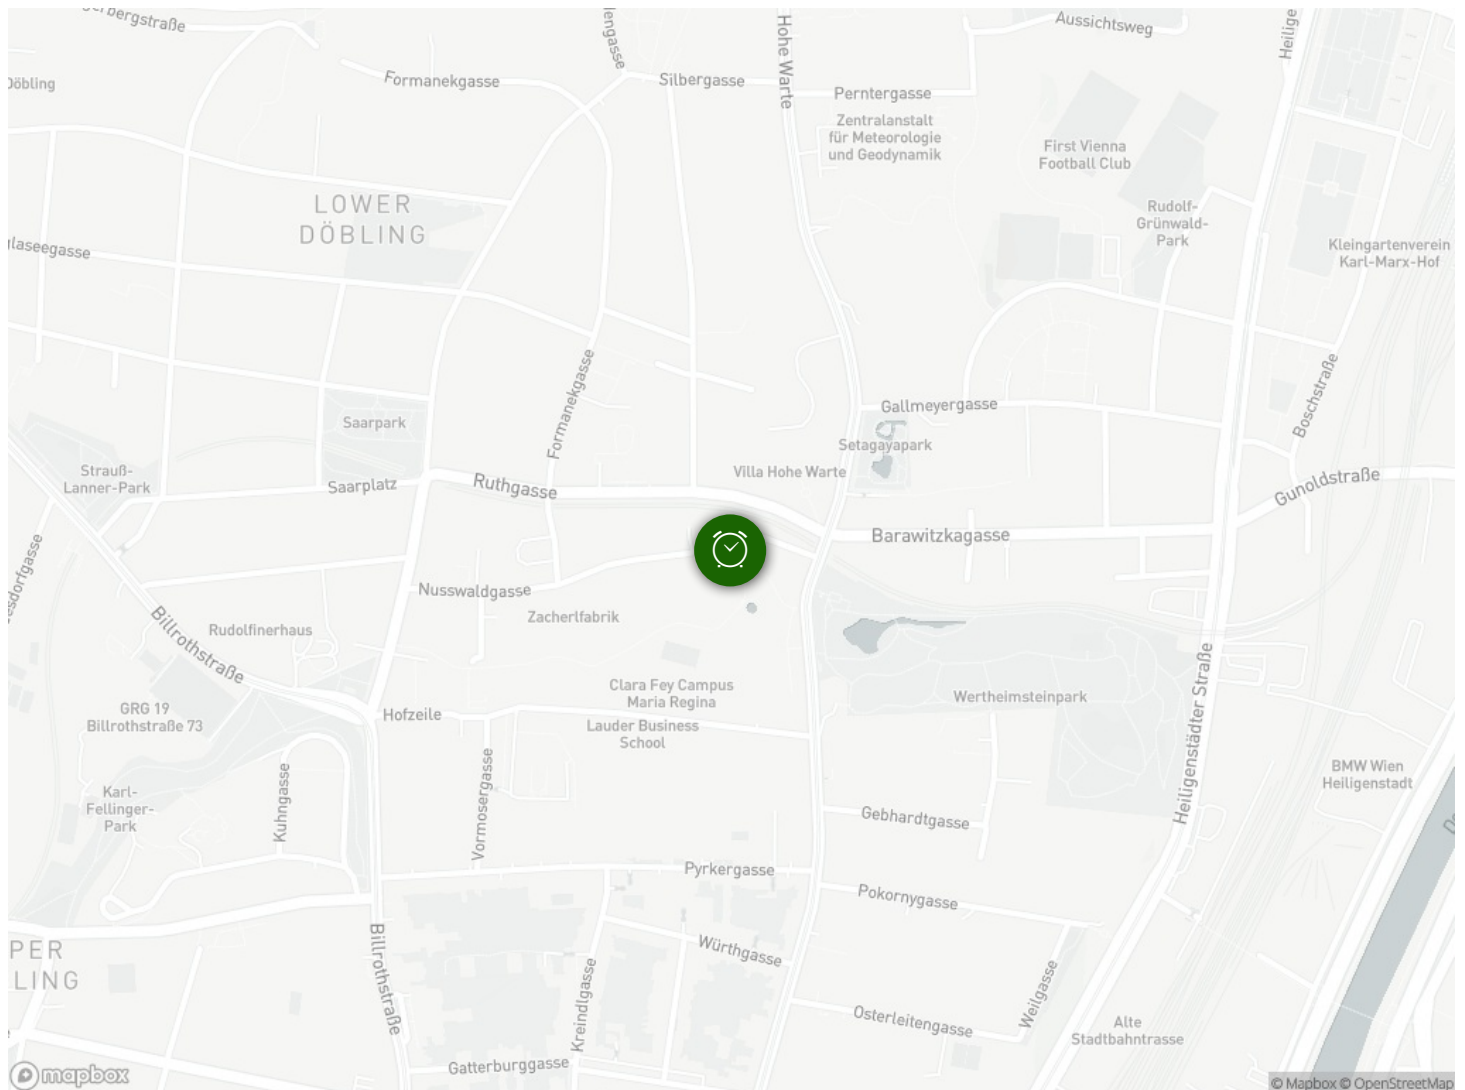 gerbergstraße
Aussichtsweg
Hohe Warte
Heilige
Formanekgasse
Silbergasse
Döbling
Perntergasse
Zentralanstalt
für Meteorologie
und Geodynamik
First Vienna
Football Club
LOWER
DÖBLING
Rudolf-
Grünwald-
Park
Kleingartenverein
Karl-Marx-Hof
Formanekgasse
Boschstraße
Gallmeyergasse
Saarpark
Setagayapark
Strauß-
Lanner-Park
Villa Hohe Warte
Saarplatz
Ruthgasse
Gunoldstraße
Barawitzkagasse
Nusswaldgasse
Zacherlfabrik
Rudolfinerhaus
Billrothstraße
Clara Fey Campus
Maria Regina
Wertheimsteinpark
Heiligenstädter Straße
GRG 19
Billrothstraße 73
Hofzeile
Lauder Business
School
BMW Wien
Heiligenstadt
Karl-
Fellinger-
Park
Kuhngasse
Vormosergasse
Gebhardtgasse
Pyrkergasse
Pokornygasse
PER
LING
Billrothstraße
Würthgasse
Kreindlgasse
Weilgasse
Osterleitengasse
Alte
Stadtbahntrasse
Gatterburggasse
mapbox
© Mapbox © OpenStreetMap